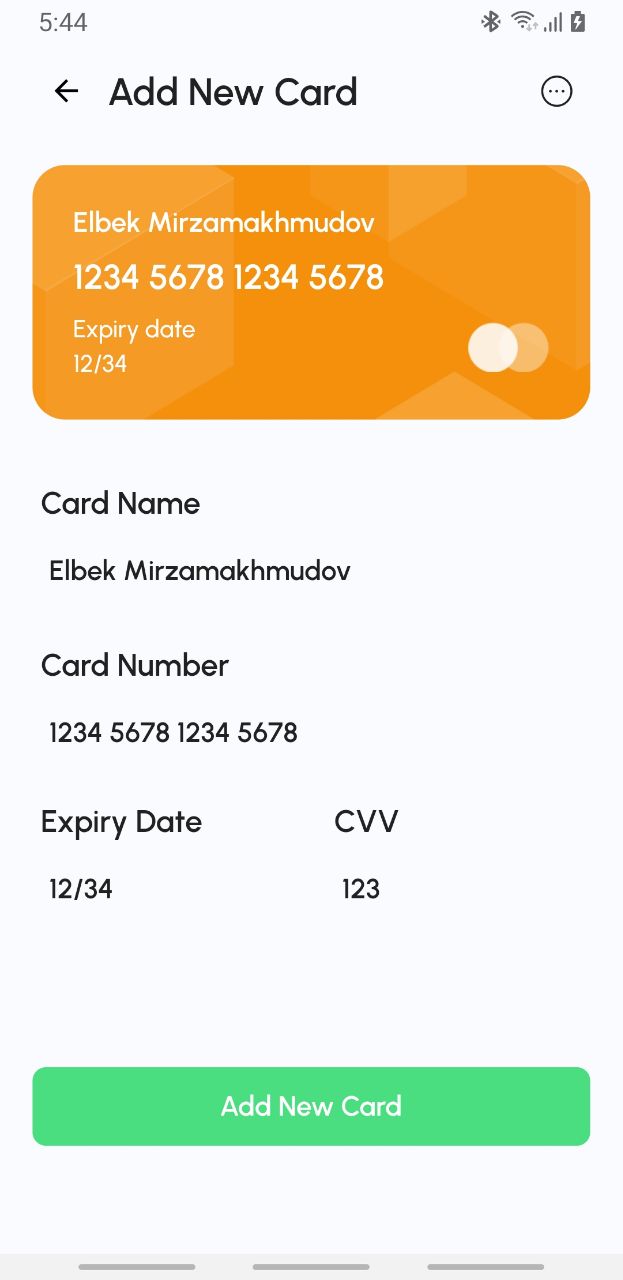 5:44
Add New Card
Elbek Mirzamakhmudov
1234 5678 1234 5678
Expiry date
12/34
Card Name
Elbek Mirzamakhmudov
Card Number
1234 5678 1234 5678
Expiry Date CVV
12/34 123
Add New Card